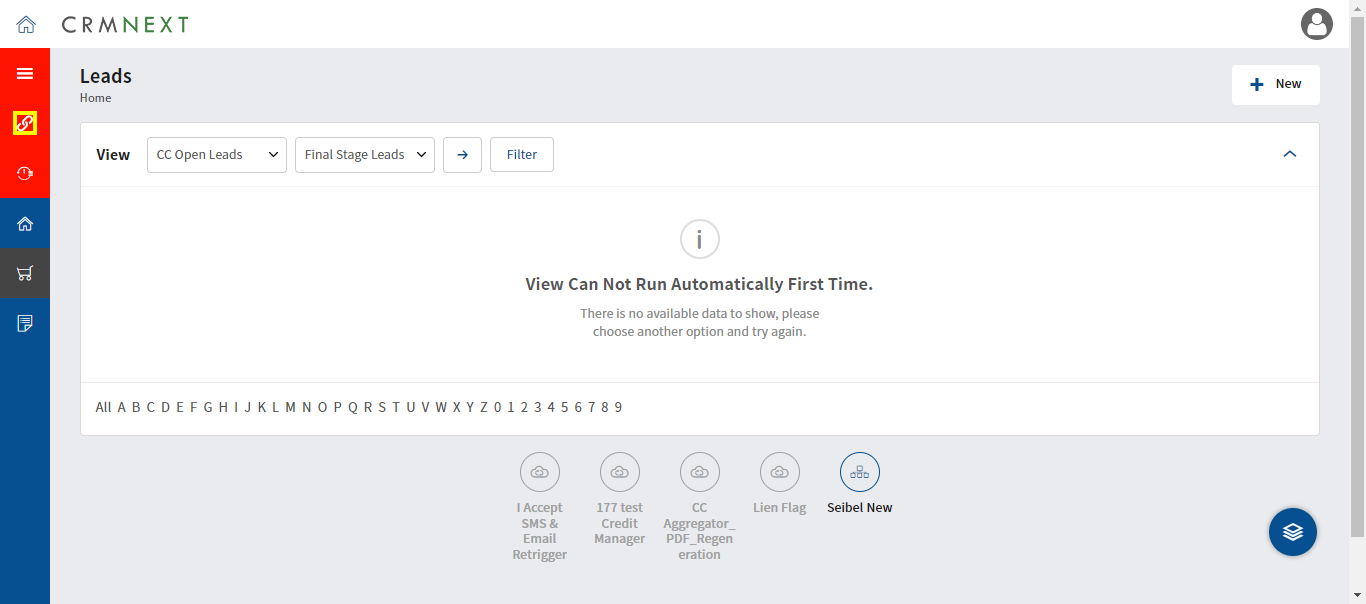 CRMNEXT
Leads
Home
New
View CC Open Leads Final Stage Leads Filter
View Can Not Run Automatically First Time.
There is no available data to show, please
choose another option and try again.
All A B C D E F G H I J K L M N O P Q R S T U V W X Y Z 0 1 2 3 4 5 6 7 8 9
I Accept
SMS &
Email
Retrigger
177 test
Credit
Manager
CC
Aggregator_
PDF_Regen
eration
Lien Flag
Seibel New